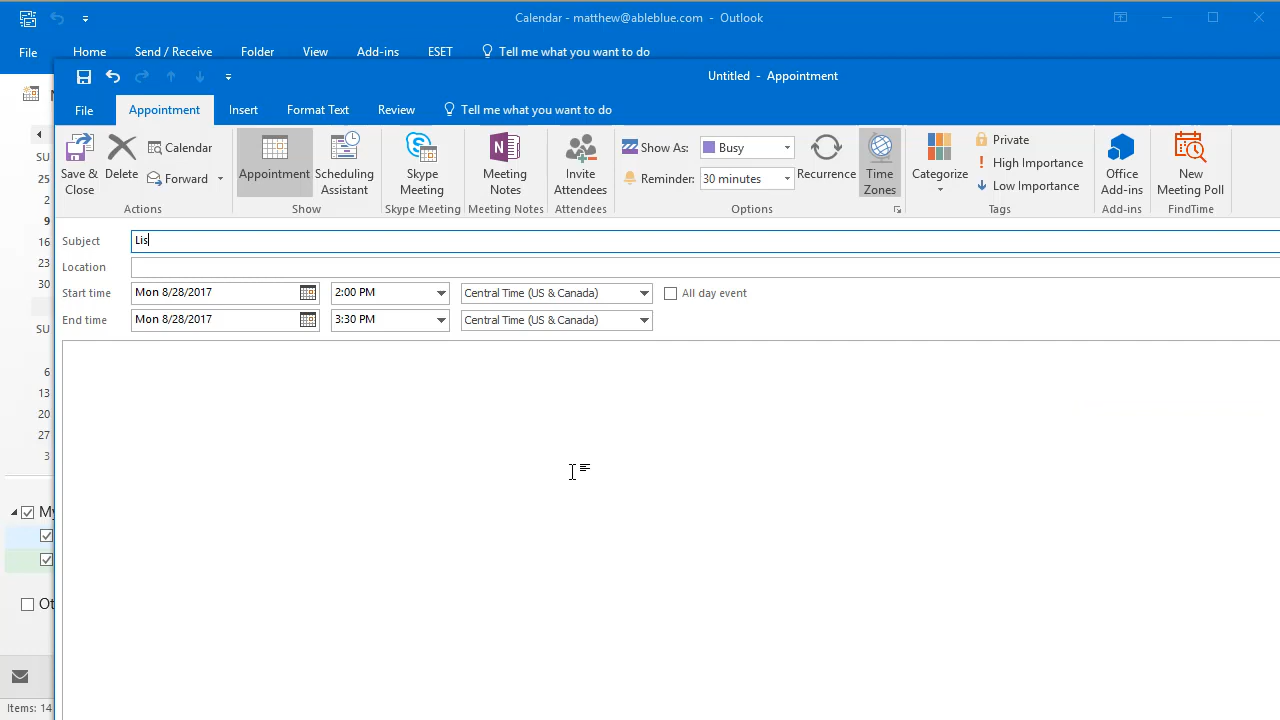 Calendar - matthew@ableblue.com - Outlook
File Home Send / Receive Folder View Add-ins ESET Tell me what you want to do
Untitled - Appointment
File Appointment Insert Format Text Review Tell me what you want to do
Save & Close Delete Calendar Forward Appointment Scheduling Assistant Skype Meeting Meeting Notes Invite Attendees Show As: Busy Reminder: 30 minutes Recurrence Time Zones Categorize Private High Importance Low Importance Office Add-ins New Meeting Poll
Actions Show Skype Meeting Meeting Notes Attendees Options Tags Add-ins FindTime
SU
25
2
9
16
23
30
SU
6
13
20
27
3
Subject Lis
Location
Start time Mon 8/28/2017 2:00 PM Central Time (US & Canada) All day event
End time Mon 8/28/2017 3:30 PM Central Time (US & Canada)
My
Items: 14